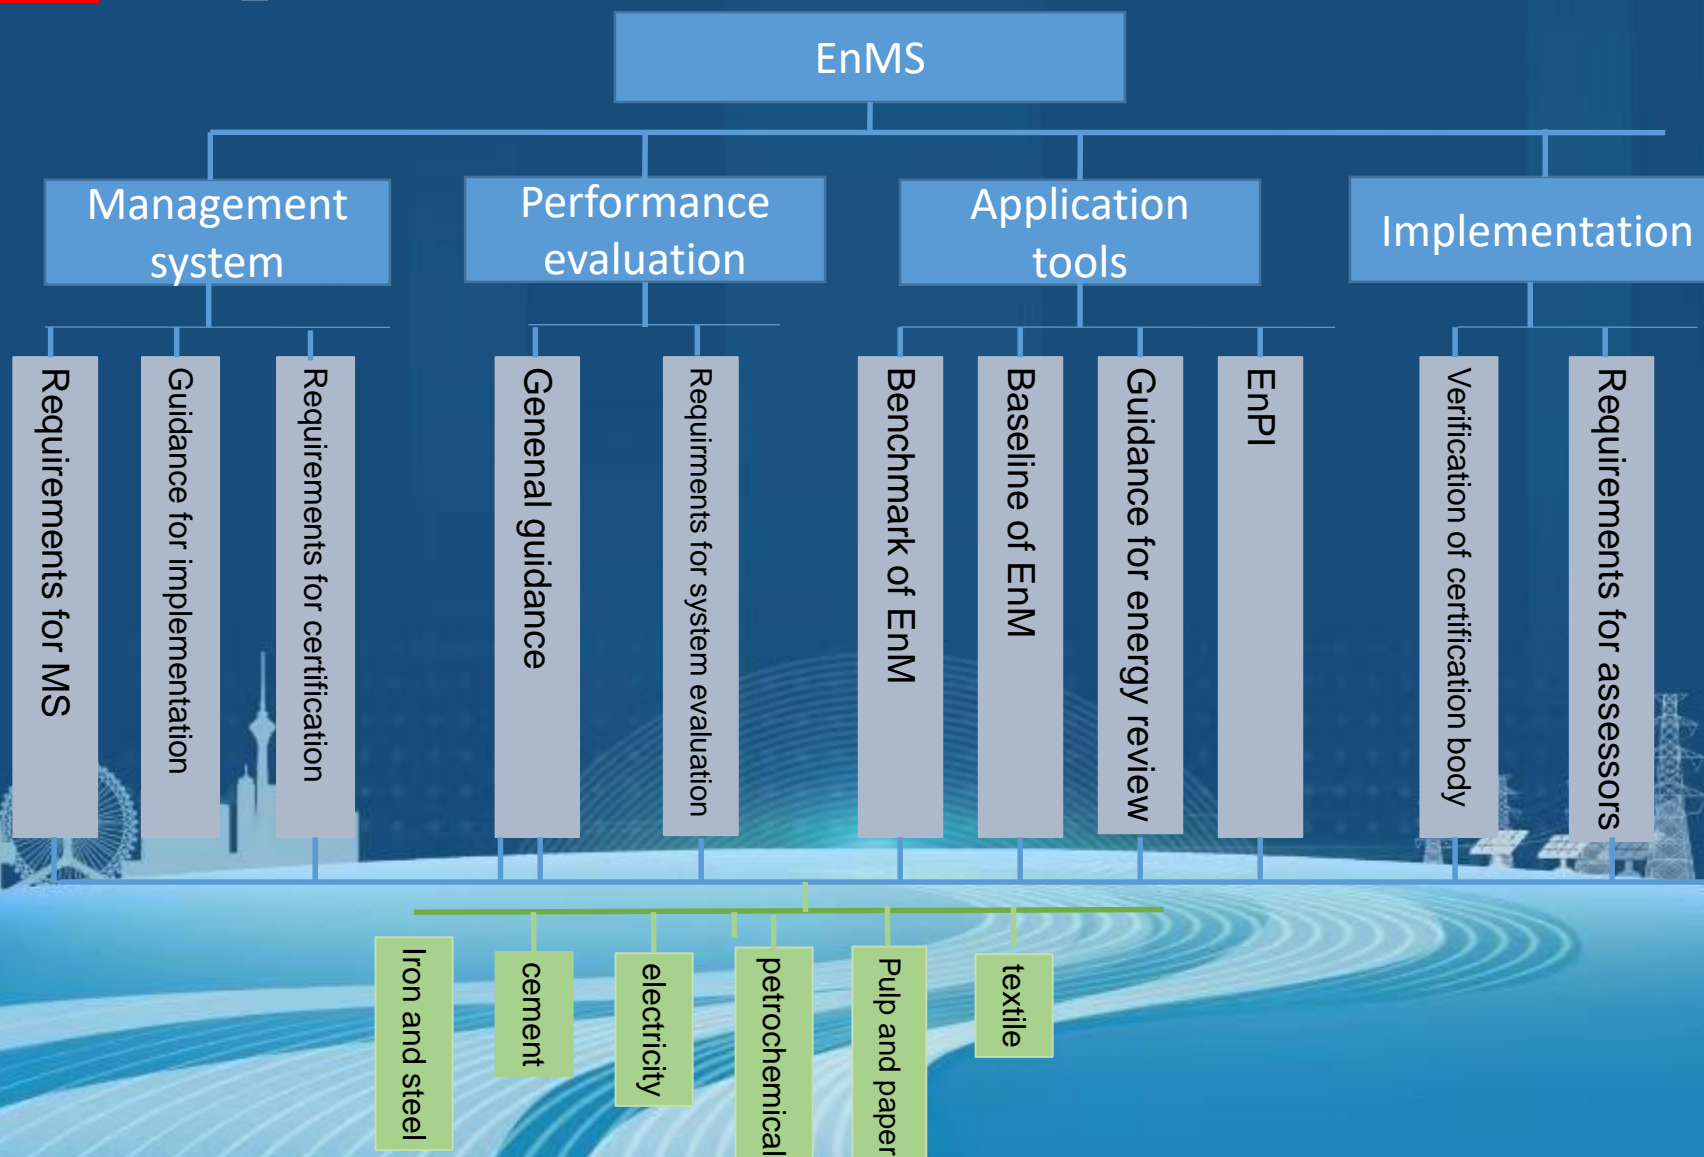 EnMS
Management
system
Performance
evaluation
Application
tools
Implementation
Requirements for MS
Guidance for implementation
Requirements for certification
Genenal guidance
Requirments for system evaluation
Benchmark of EnM
Baseline of EnM
Guidance for energy review
EnPI
Verification of certification body
Requirements for assessors
Iron and steel
cement
electricity
petrochemical
Pulp and paper
textile